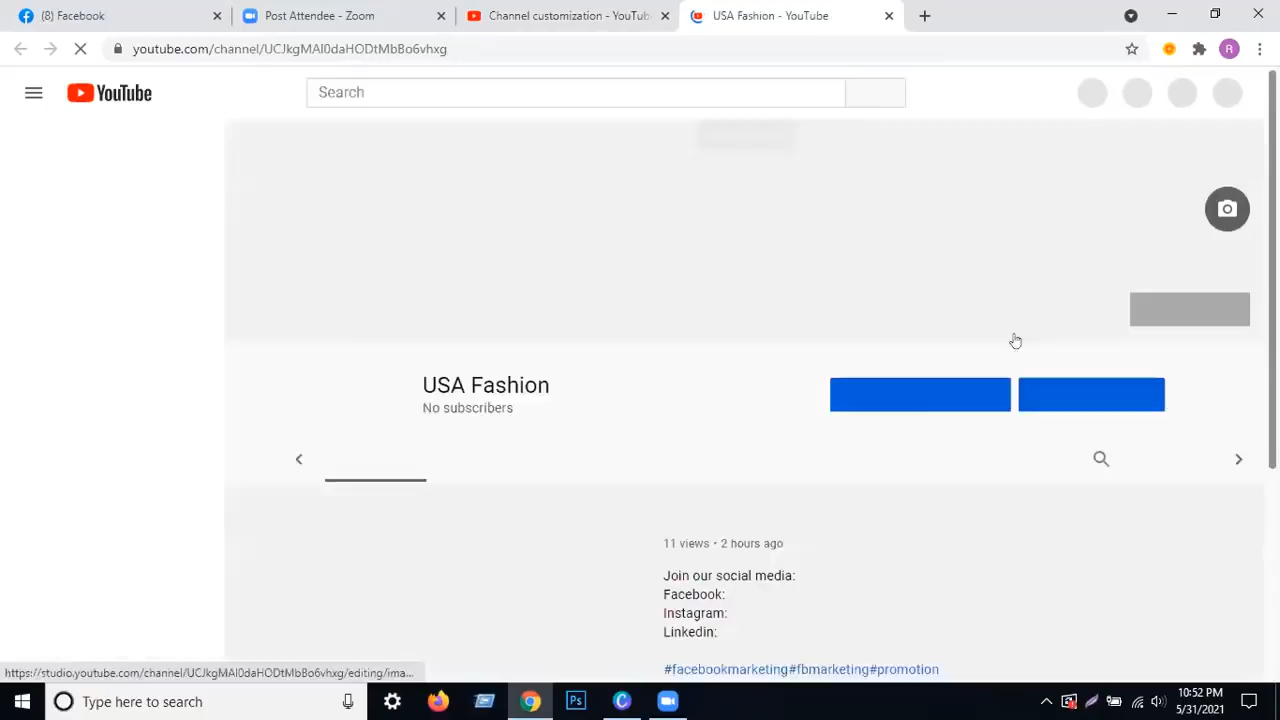 (8) Facebook
Post Attendee - Zoom
Channel customization - YouTub
USA Fashion - YouTube
youtube.com/channel/UCJkgMAI0daHODtMbBo6vhxg
R
YouTube
Search
USA Fashion
No subscribers
11 views • 2 hours ago
Join our social media:
Facebook:
Instagram:
Linkedin:
#facebookmarketing#fbmarketing#promotion
https://studio.youtube.com/channel/UCJkgMAI0daHODtMbBo6vhxg/editing/ima...
Type here to search
Ps
10:52 PM
5/31/2021